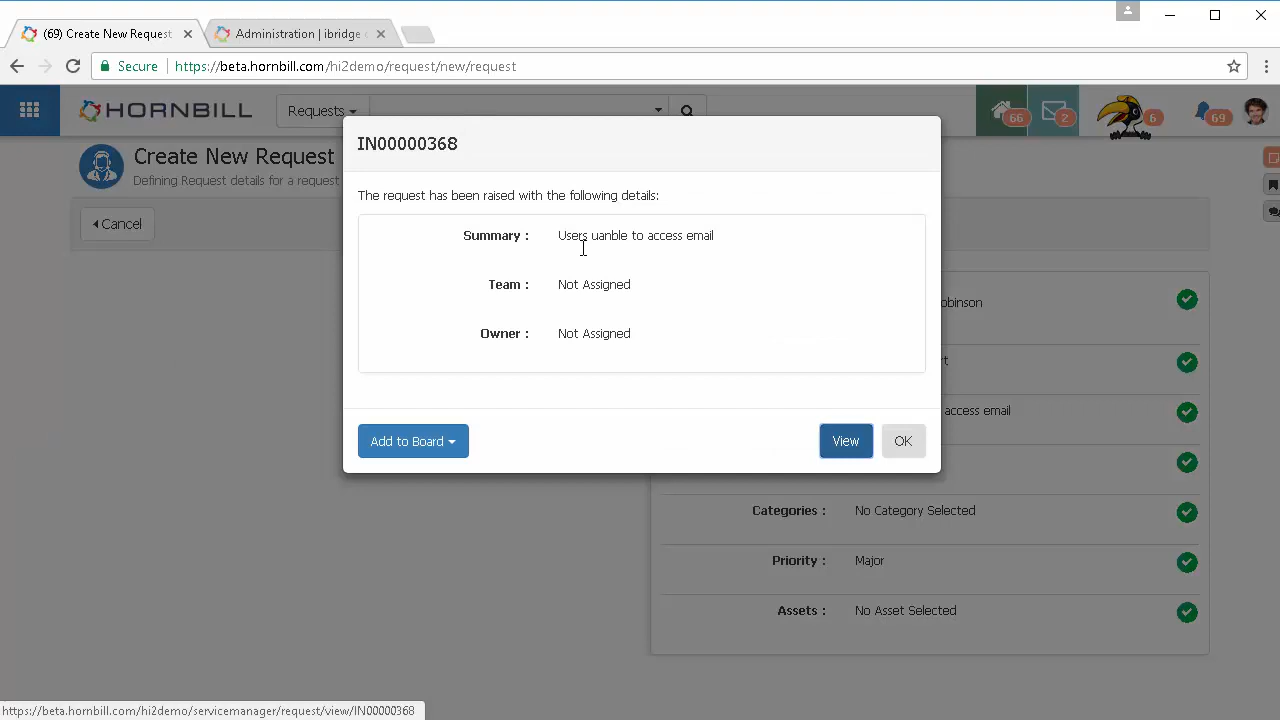 (69) Create New Request
Administration | ibridge
Secure
https://beta.hornbill.com/hi2demo/request/new/request
HORNBILL
Requests
66
2
6
69
IN00000368
Create New Request
Defining Request details for a request
Cancel
The request has been raised with the following details:
Summary : Users uanble to access email
Team : Not Assigned
Owner : Not Assigned
obinson
access email
Add to Board
View
OK
Categories : No Category Selected
Priority : Major
Assets : No Asset Selected
https://beta.hornbill.com/hi2demo/servicemanager/request/view/IN00000368